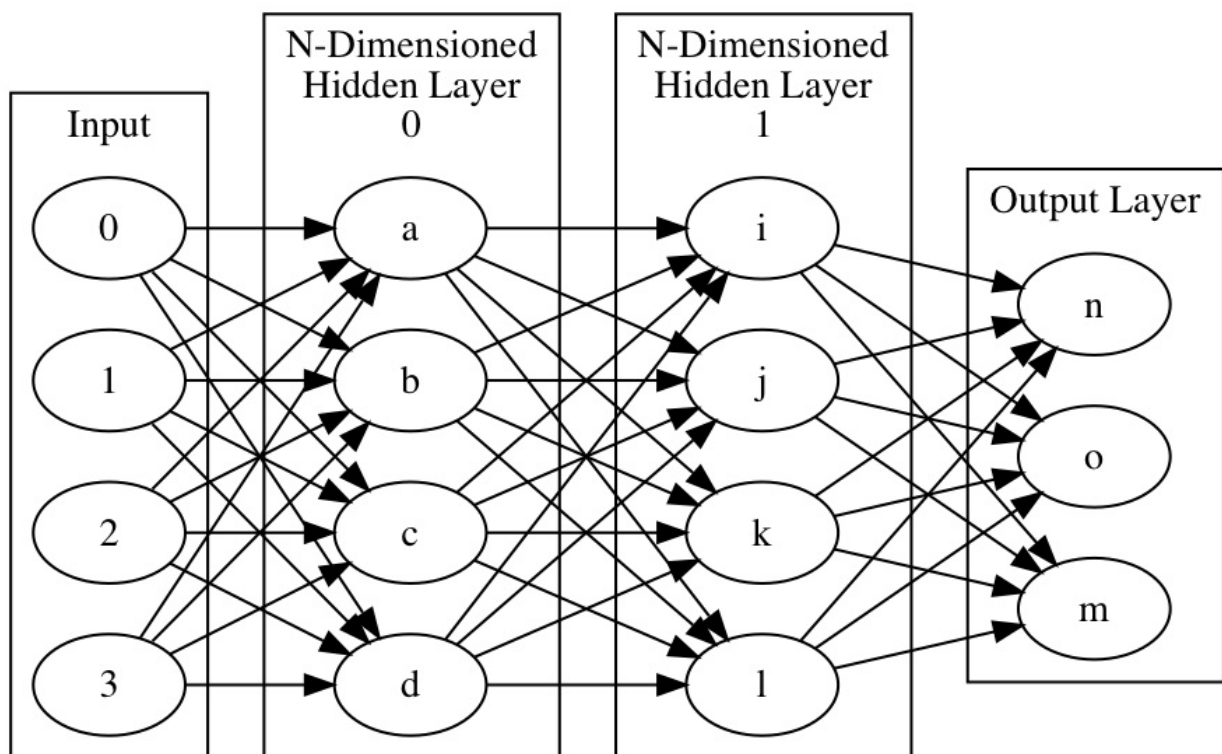 Input
0
1
2
3
N-Dimensioned
Hidden Layer
0
a
b
c
d
N-Dimensioned
Hidden Layer
1
i
j
k
l
Output Layer
n
o
m